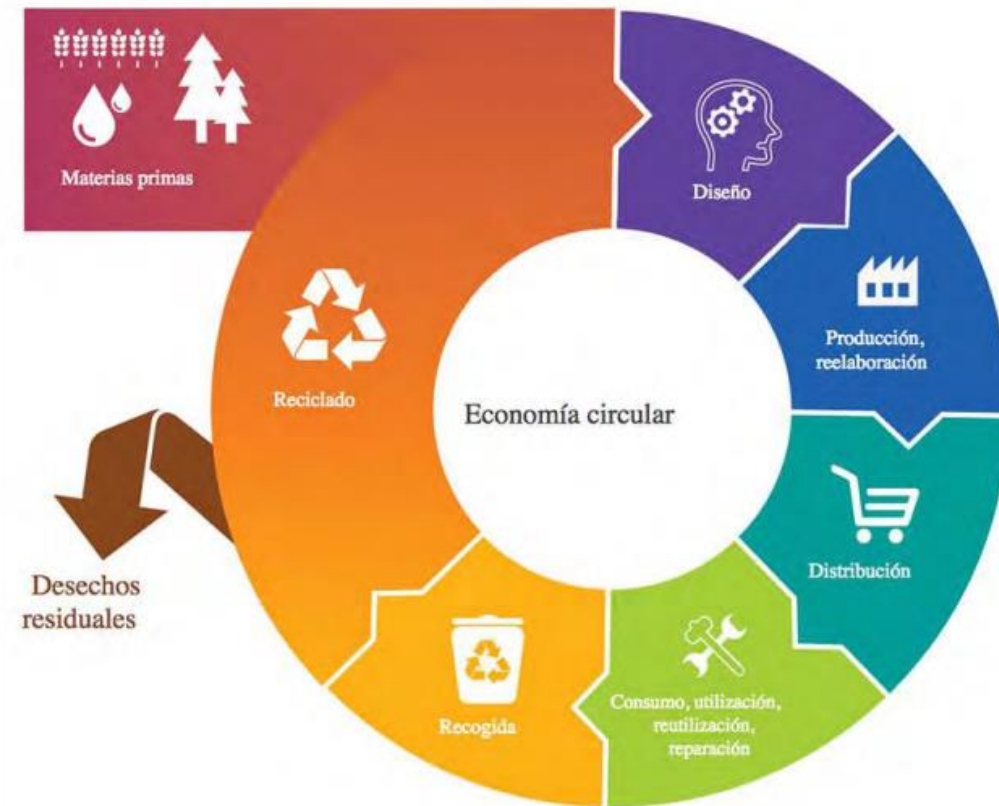 Materias primas
Diseño
Producción,
reelaboración
Reciclado
Economía circular
Distribución
Desechos
residuales
Consumo, utilización,
reutilización,
reparación
Recogida